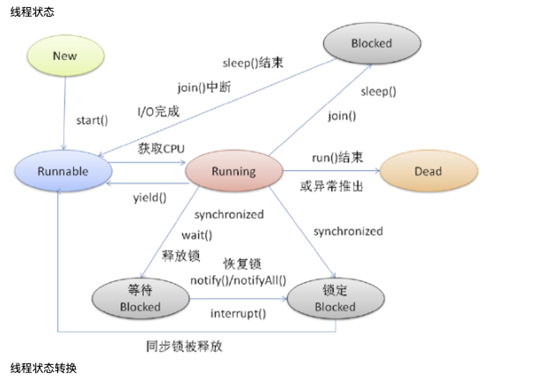 线程状态
Blocked
New
sleep()结束
join()中断
sleep()
I/O完成
join()
start()
获取CPU
run()结束
Runnable
Running
Dead
或异常推出
yield()
synchronized
synchronized
wait()
释放锁
恢复锁
notify()/notifyAll()
等待
Blocked
锁定
Blocked
interrupt()
同步锁被释放
线程状态转换